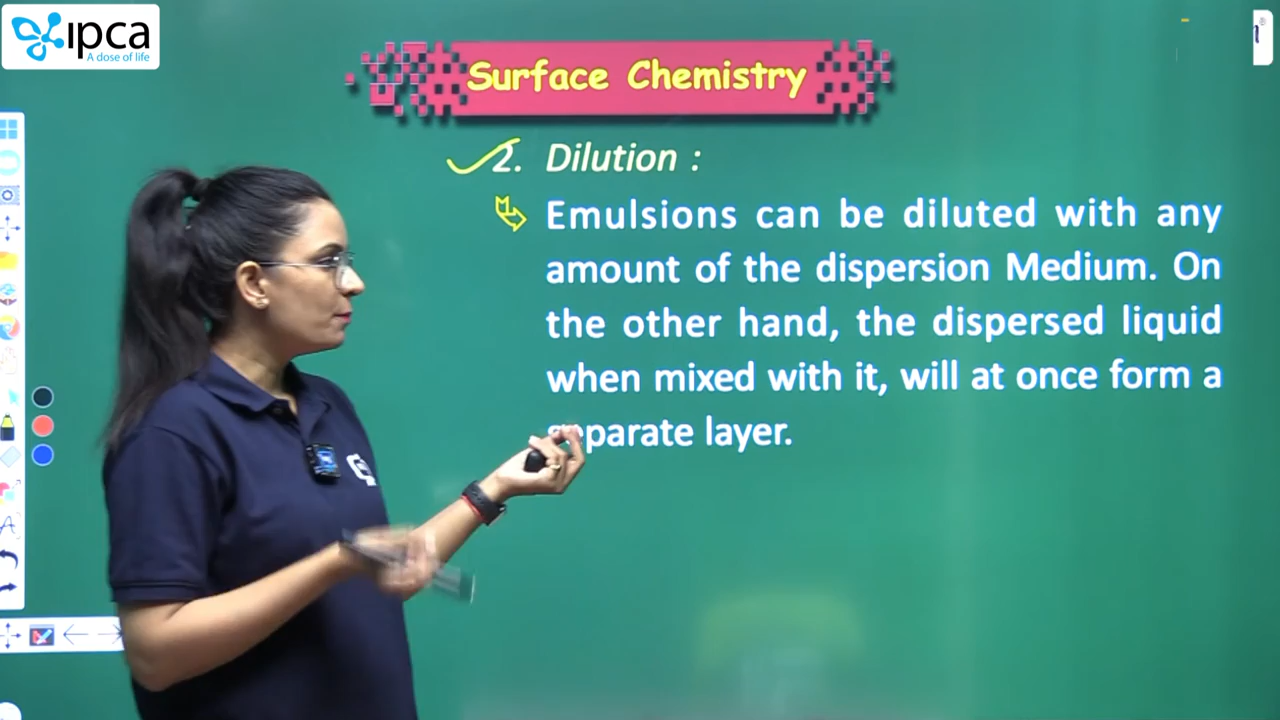 ipca
A dose of life
Surface Chemistry
2. Dilution :
Emulsions can be diluted with any
amount of the dispersion Medium. On
the other hand, the dispersed liquid
when mixed with it, will at once form a
separate layer.